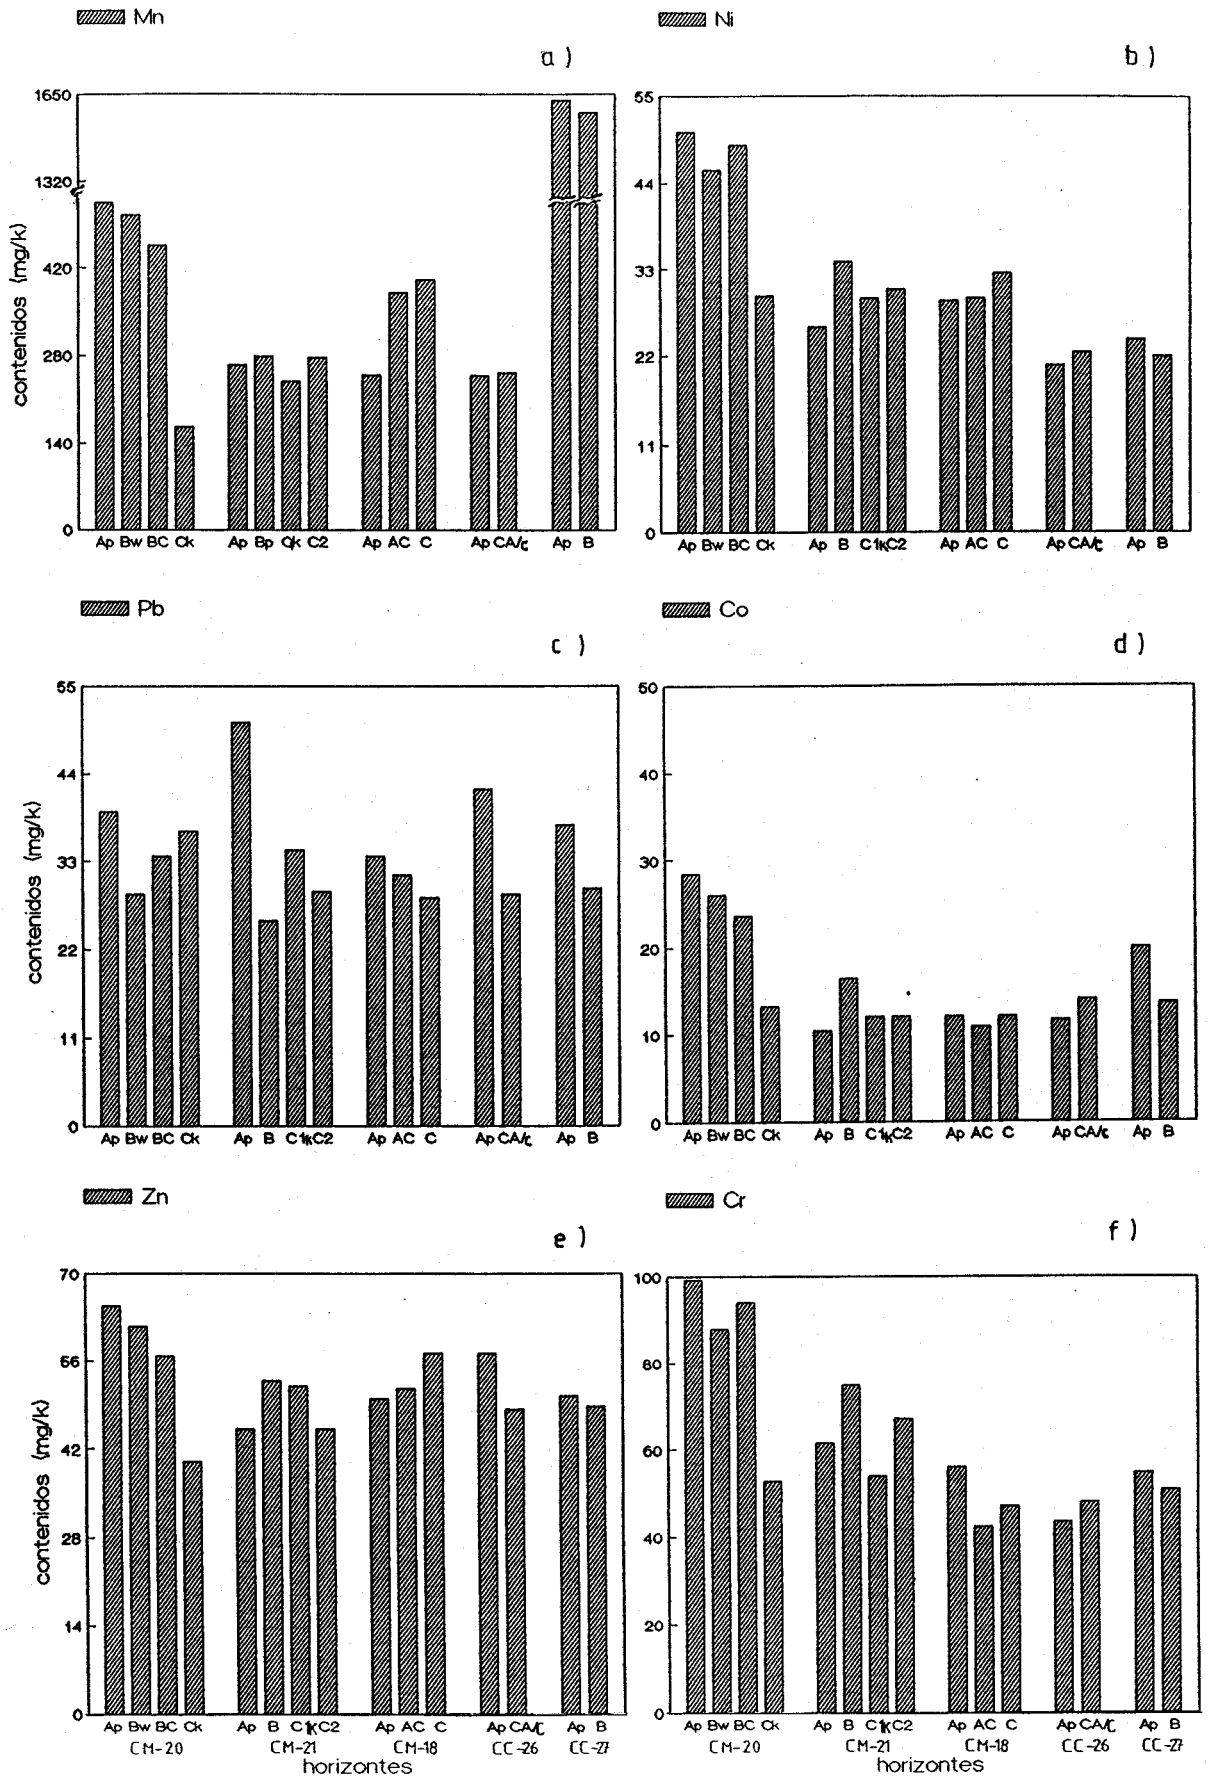 Mn
a )
contenidos (mg/k)
1650
1320
420
280
140
0
Ap Bw BC Ck Ap Bp Ck C2 Ap AC C Ap CA/C Ap B
Ni
b )
55
44
33
22
11
0
Ap Bw BC Ck Ap B C1k C2 Ap AC C Ap CA/C Ap B
Pb
c )
contenidos (mg/k)
55
44
33
22
11
0
Ap Bw BC Ck Ap B C1k C2 Ap AC C Ap CA/C Ap B
Co
d )
50
40
30
20
10
0
Ap Bw BC Ck Ap B C1k C2 Ap AC C Ap CA/C Ap B
Zn
e )
contenidos (mg/k)
70
56
42
28
14
0
Ap Bw BC Ck Ap B C1k C2 Ap AC C Ap CA/C Ap B
CM-20 CM-21 CM-18 CC-26 CC-27
horizontes
Cr
f )
100
80
60
40
20
0
Ap Bw BC Ck Ap B C1k C2 Ap AC C Ap CA/C Ap B
CM-20 CM-21 CM-18 CC-26 CC-27
horizontes